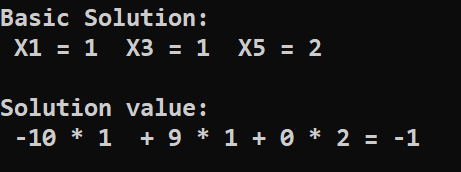 Basic Solution:
X1 = 1  X3 = 1  X5 = 2
Solution value:
-10 * 1  + 9 * 1 + 0 * 2 = -1